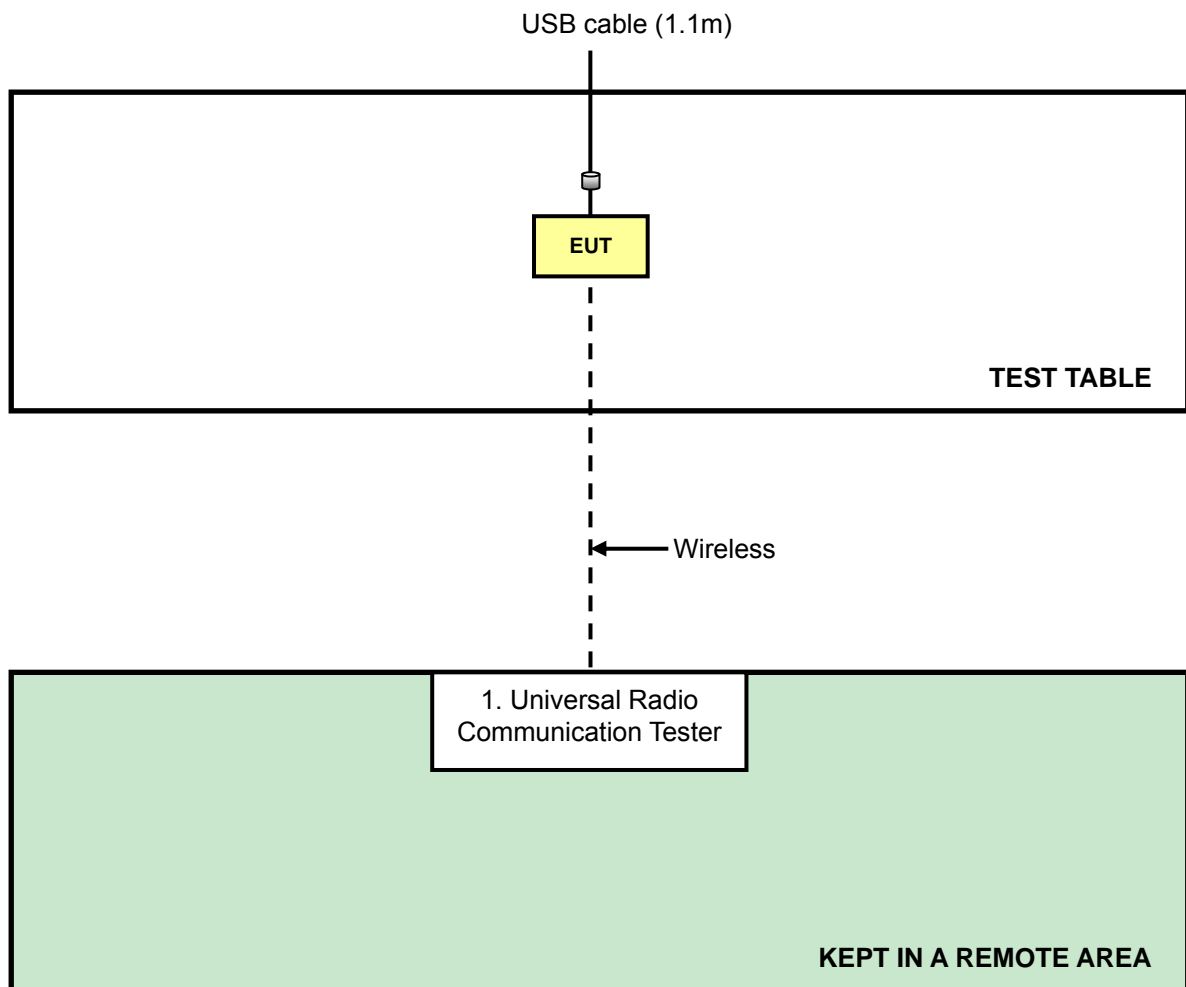 USB cable (1.1m)
EUT
TEST TABLE
Wireless
1. Universal Radio
Communication Tester
KEPT IN A REMOTE AREA